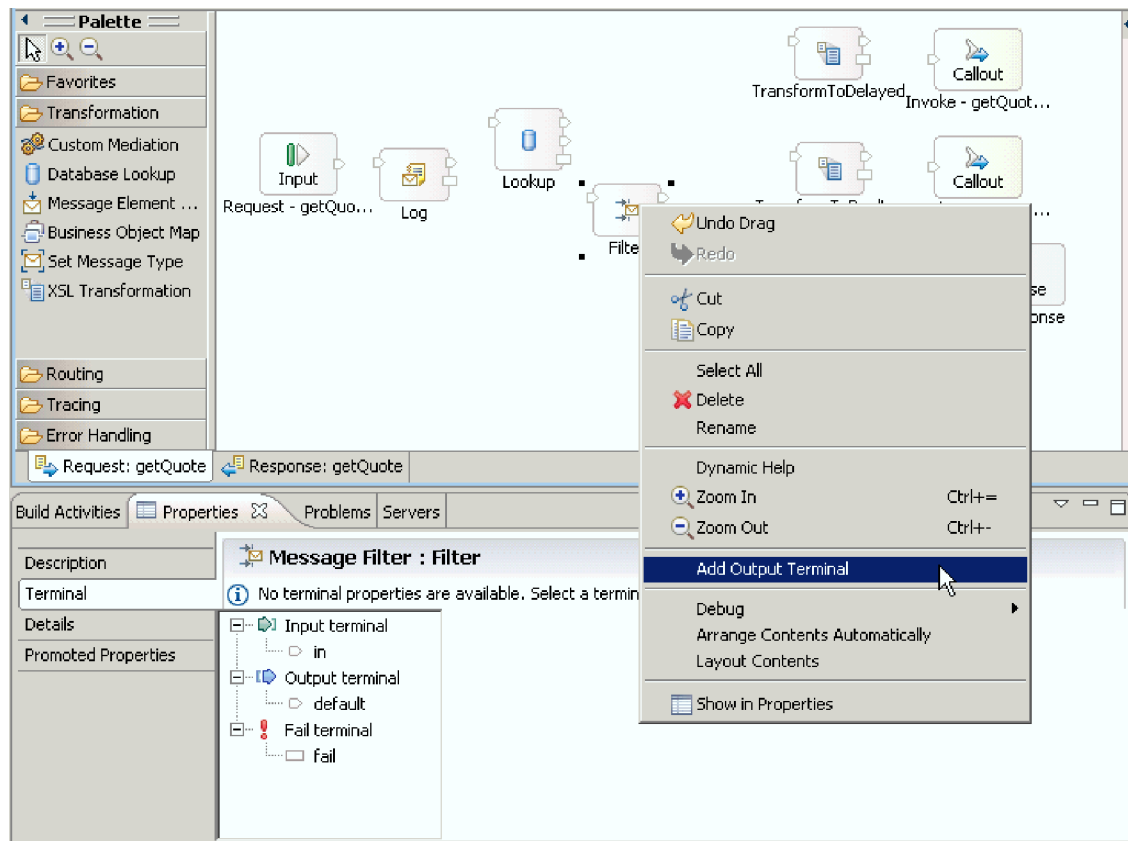 Palette
Favorites
Transformation
Custom Mediation
Database Lookup
Message Element ...
Business Object Map
Set Message Type
XSL Transformation
Routing
Tracing
Error Handling
Input
Request - getQuo...
Log
Lookup
Filte
TransformToDelayed
Callout
Invoke - getQuot...
Callout
...
se
onse
Undo Drag
Redo
Cut
Copy
Select All
Delete
Rename
Dynamic Help
Zoom In Ctrl+=
Zoom Out Ctrl+-
Add Output Terminal
Debug
Arrange Contents Automatically
Layout Contents
Show in Properties
Request: getQuote
Response: getQuote
Build Activities
Properties
Problems
Servers
Description
Terminal
Details
Promoted Properties
Message Filter : Filter
No terminal properties are available. Select a termin
Input terminal
in
Output terminal
default
Fail terminal
fail